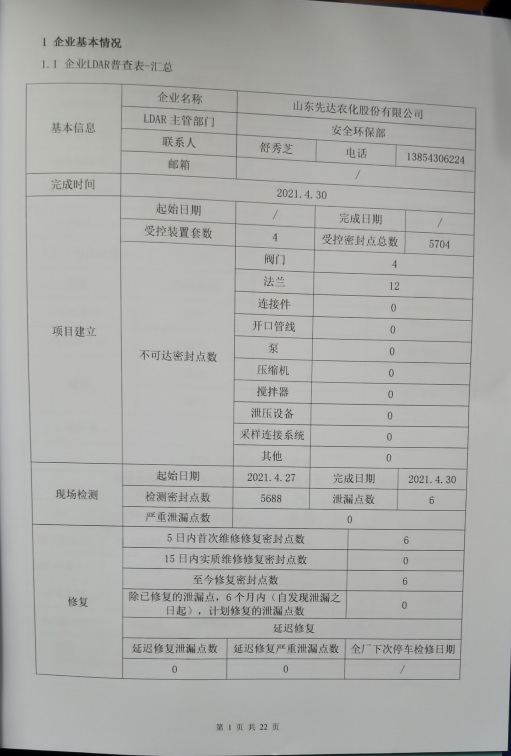 1 企业基本情况
1.1 企业LDAR普查表-汇总
基本信息 企业名称 山东先达农化股份有限公司
LDAR 主管部门 安全环保部
联系人 舒秀芝 电话 13854306224
邮箱 /
完成时间 2021.4.30
项目建立 起始日期 / 完成日期 /
受控装置套数 4 受控密封点总数 5704
不可达密封点数 阀门 4
法兰 12
连接件 0
开口管线 0
泵 0
压缩机 0
搅拌器 0
泄压设备 0
采样连接系统 0
其他 0
现场检测 起始日期 2021.4.27 完成日期 2021.4.30
检测密封点数 5688 泄漏点数 6
严重泄漏点数 0
修复 5 日内首次维修修复密封点数 6
15 日内实质维修修复密封点数 0
至今修复密封点数 6
除已修复的泄漏点，6 个月内（自发现泄漏之
日起），计划修复的泄漏点数 0
延迟修复
延迟修复泄漏点数 延迟修复严重泄漏点数 全厂下次停车检修日期
0 0 /
第 1 页 共 22 页